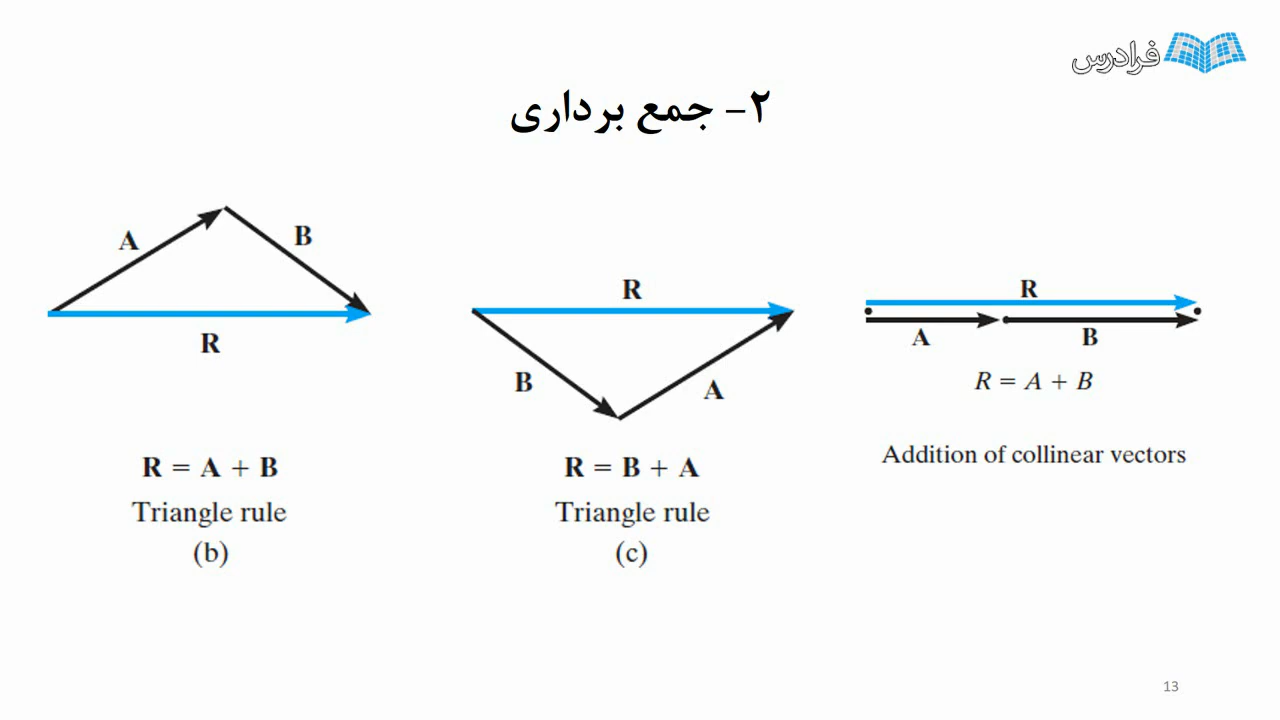 فرادرس
۲- جمع برداری
A
B
R
R = A + B
Triangle rule
(b)
R
B
A
R = B + A
Triangle rule
(c)
R
A
B
R = A + B
Addition of collinear vectors
13